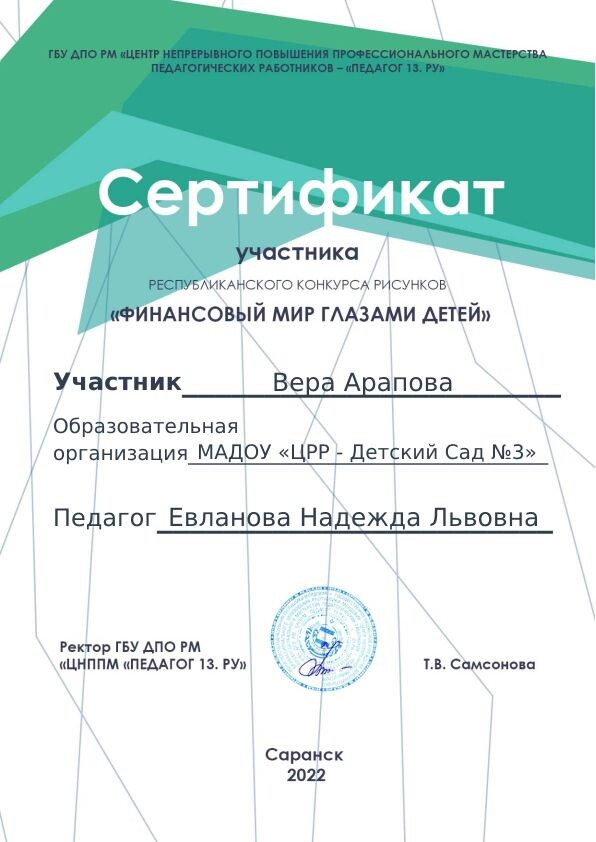 ГБУ ДПО РМ «ЦЕНТР НЕПРЕРЫВНОГО ПОВЫШЕНИЯ ПРОФЕССИОНАЛЬНОГО МАСТЕРСТВА
ПЕДАГОГИЧЕСКИХ РАБОТНИКОВ – «ПЕДАГОГ 13. РУ»
Сертификат
участника
РЕСПУБЛИКАНСКОГО КОНКУРСА РИСУНКОВ
«ФИНАНСОВЫЙ МИР ГЛАЗАМИ ДЕТЕЙ»
Участник Вера Арапова
Образовательная
организация МАДОУ «ЦРР - Детский Сад №3»
Педагог Евланова Надежда Львовна
Ректор ГБУ ДПО РМ
«ЦНППМ «ПЕДАГОГ 13. РУ» Т.В. Самсонова
Саранск
2022